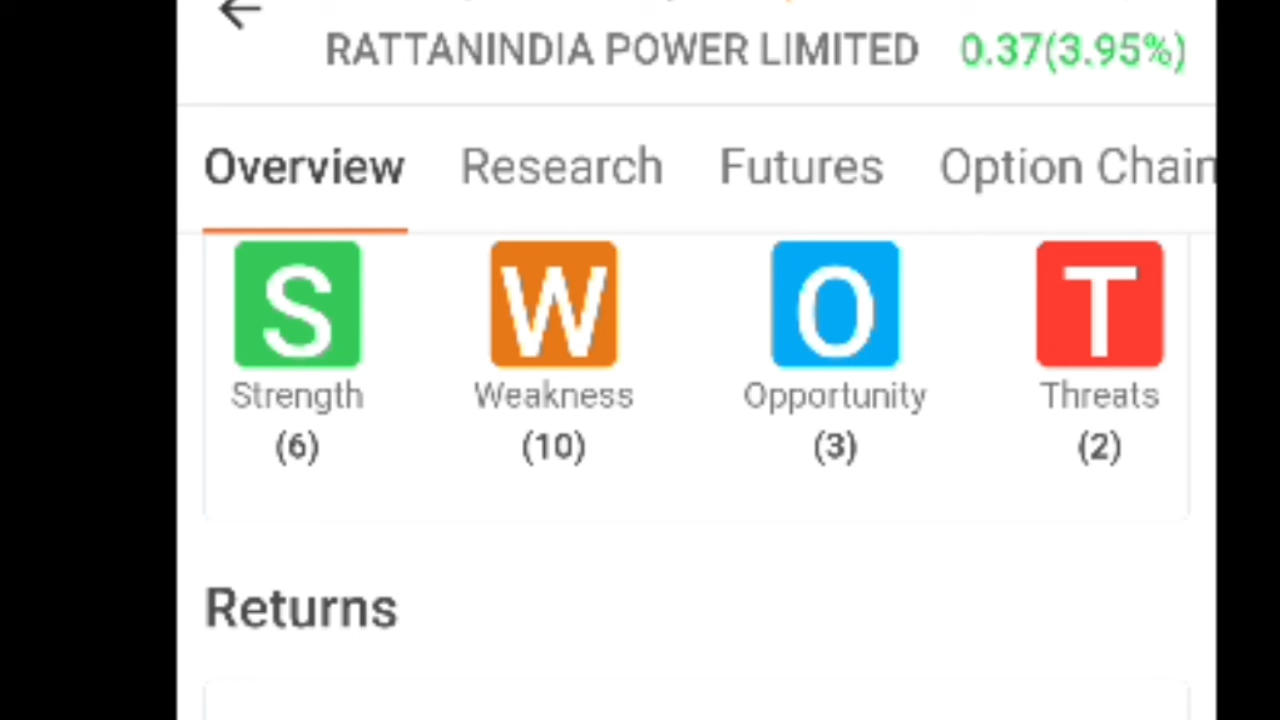 RATTANINDIA POWER LIMITED 0.37(3.95%)
Overview Research Futures Option Chain
S W O T
Strength Weakness Opportunity Threats
(6) (10) (3) (2)
Returns